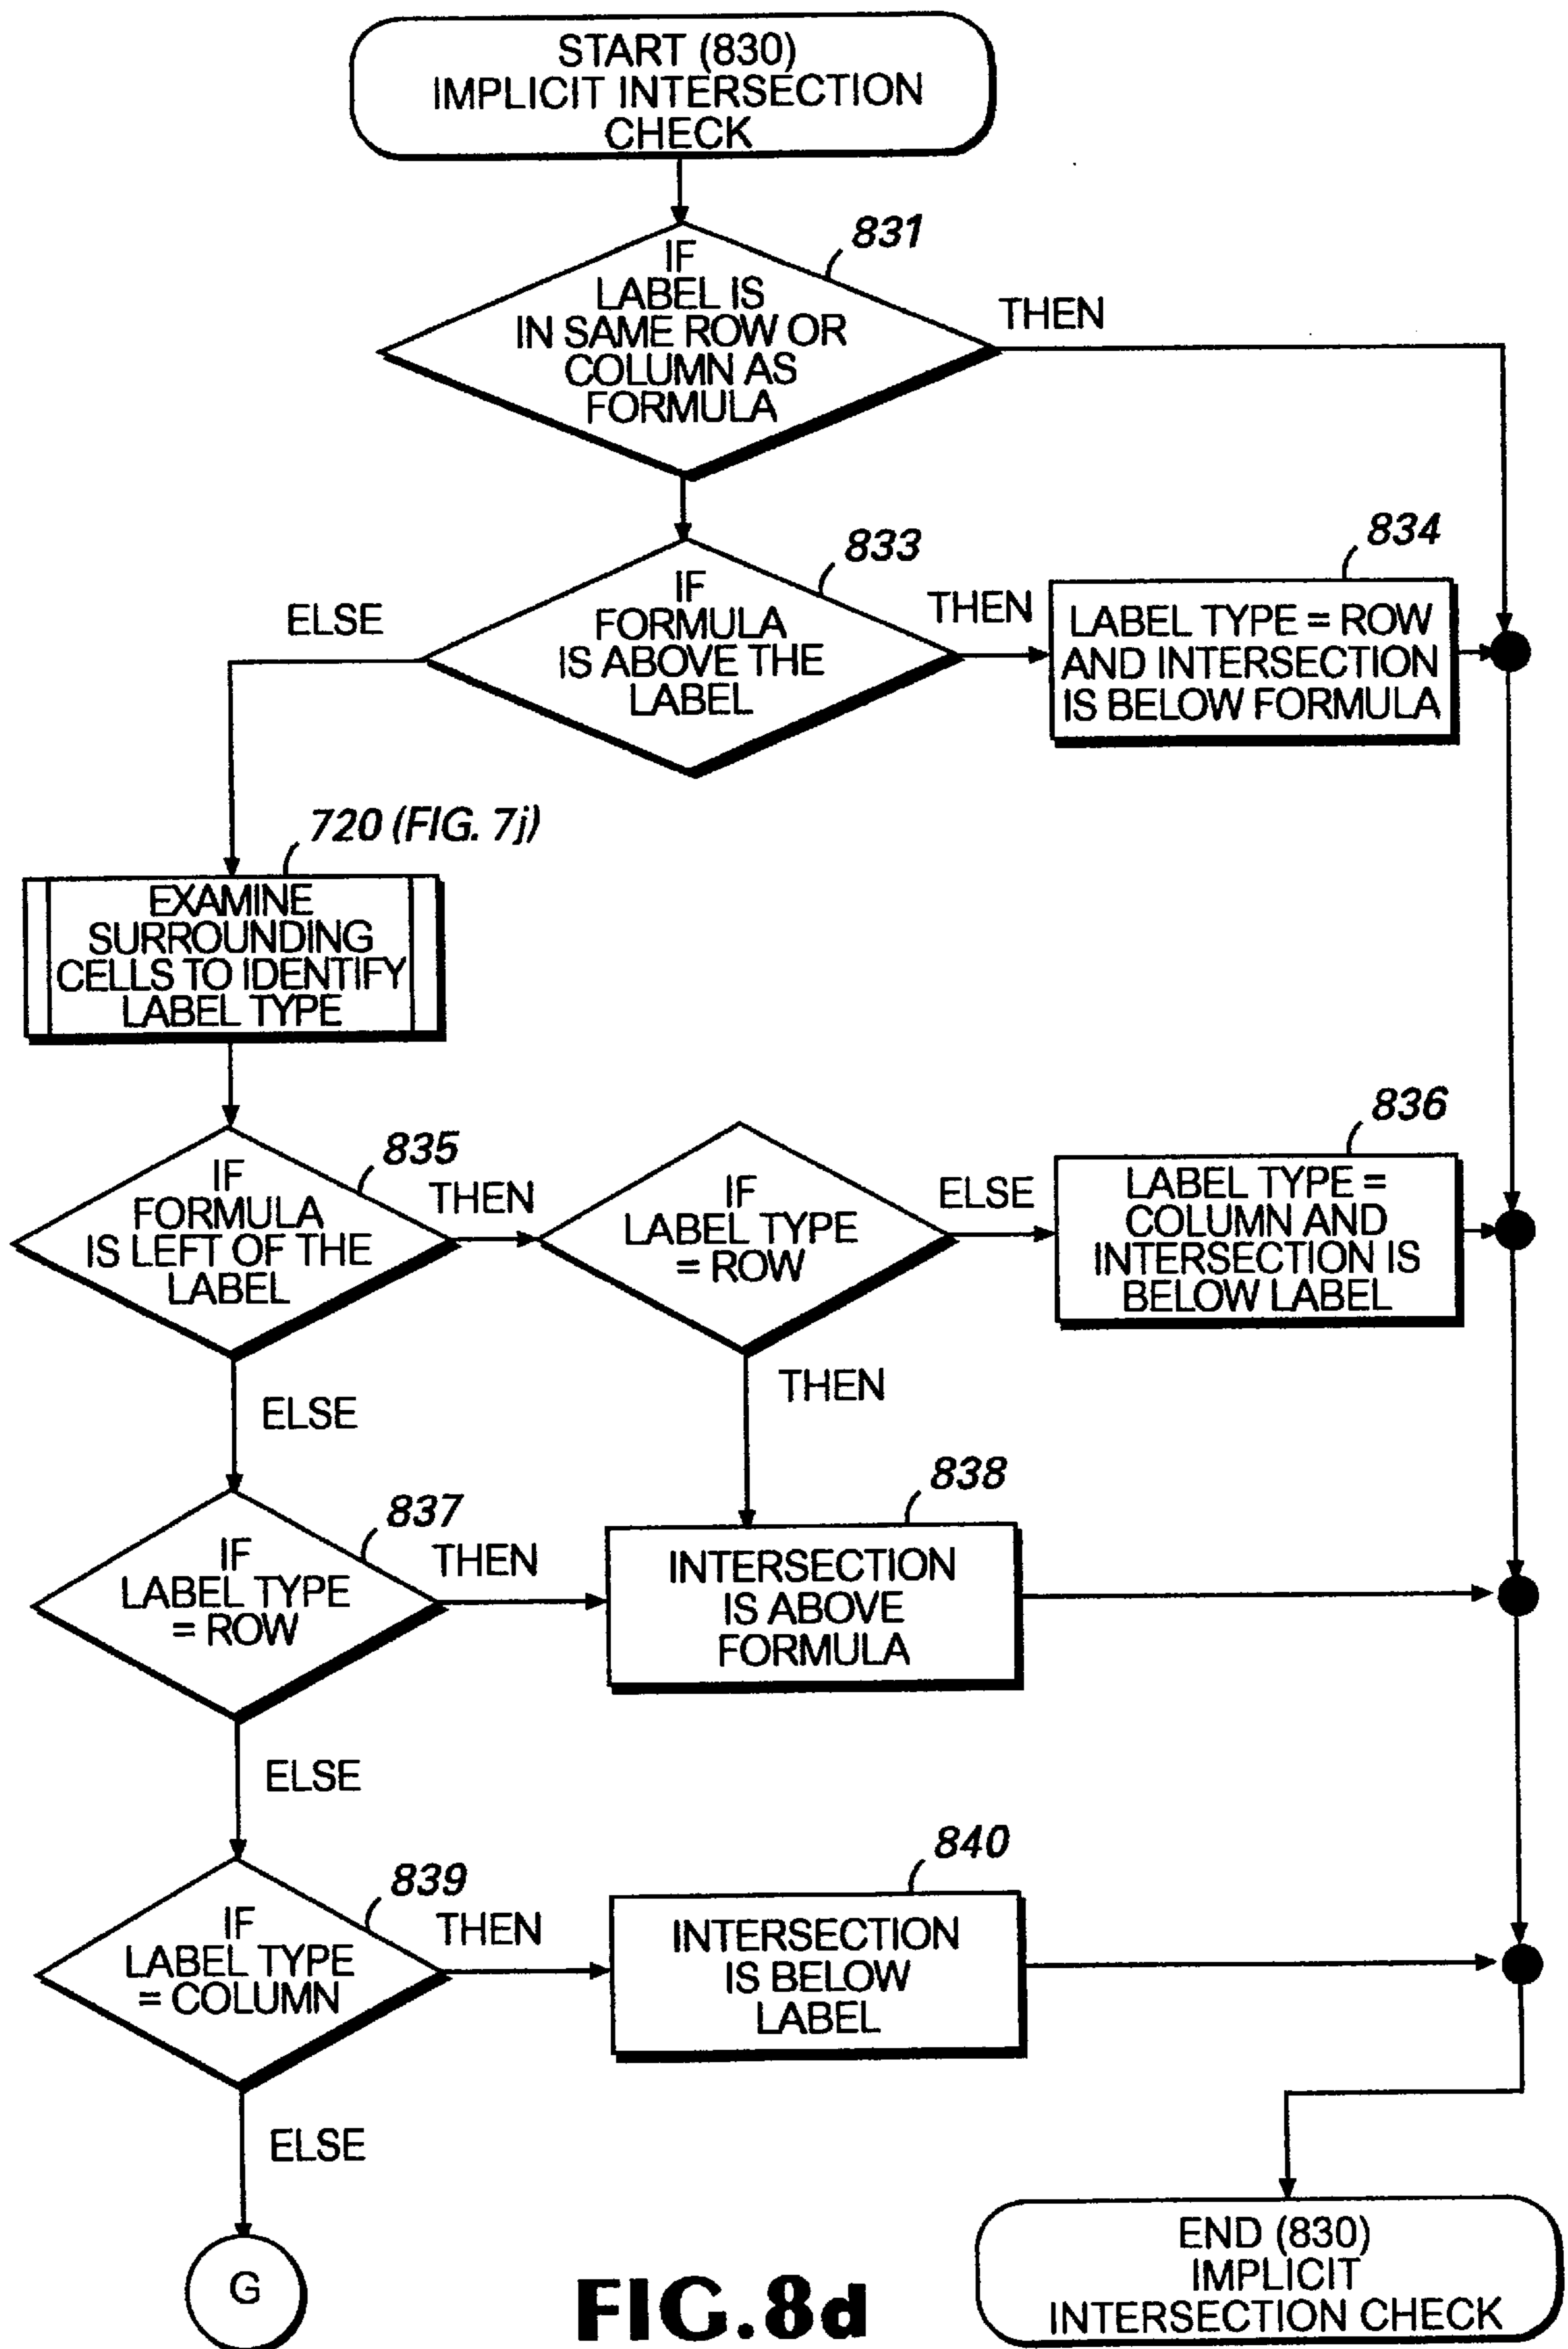 START (830)
IMPLICIT INTERSECTION
CHECK
831
IF
LABEL IS
IN SAME ROW OR
COLUMN AS
FORMULA
THEN
833
IF
FORMULA
IS ABOVE THE
LABEL
ELSE
THEN
834
LABEL TYPE = ROW
AND INTERSECTION
IS BELOW FORMULA
720 (FIG. 7j)
EXAMINE
SURROUNDING
CELLS TO IDENTIFY
LABEL TYPE
835
IF
FORMULA
IS LEFT OF THE
LABEL
THEN
IF
LABEL TYPE
= ROW
ELSE
836
LABEL TYPE =
COLUMN AND
INTERSECTION IS
BELOW LABEL
ELSE
THEN
837
IF
LABEL TYPE
= ROW
THEN
838
INTERSECTION
IS ABOVE
FORMULA
ELSE
839
IF
LABEL TYPE
= COLUMN
THEN
840
INTERSECTION
IS BELOW
LABEL
ELSE
G
END (830)
IMPLICIT
INTERSECTION CHECK
FIG.8d